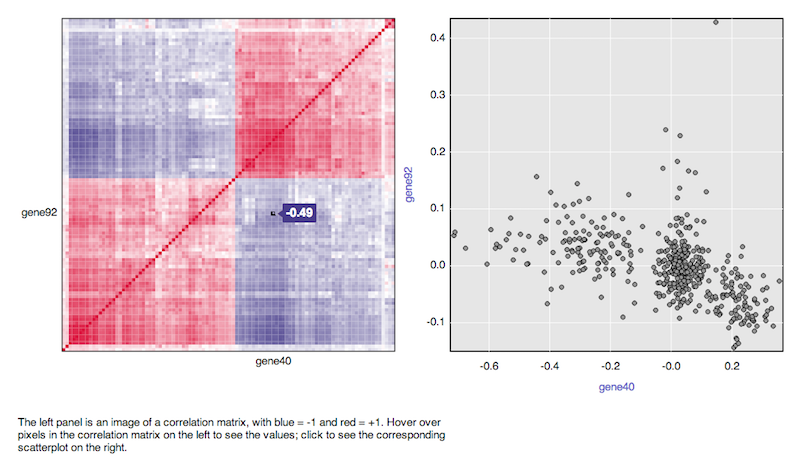 gene92
-0.49
gene40
0.4
0.3
0.2
0.1
0.0
-0.1
gene92
-0.6 -0.4 -0.2 -0.0 0.2
gene40
The left panel is an image of a correlation matrix, with blue = -1 and red = +1. Hover over
pixels in the correlation matrix on the left to see the values; click to see the corresponding
scatterplot on the right.